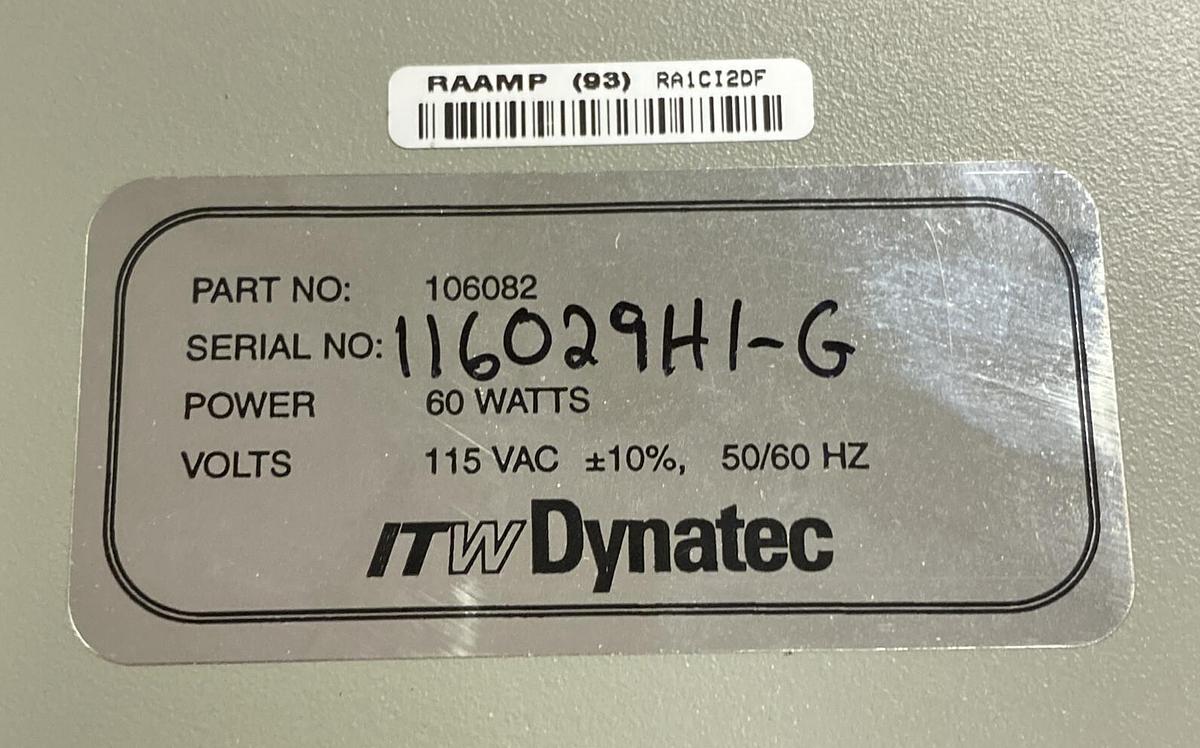 RAAMP (93) RA1CI2DF
PART NO: 106082
SERIAL NO: 116029H1-G
POWER 60 WATTS
VOLTS 115 VAC ±10%, 50/60 HZ
ITW Dynatec